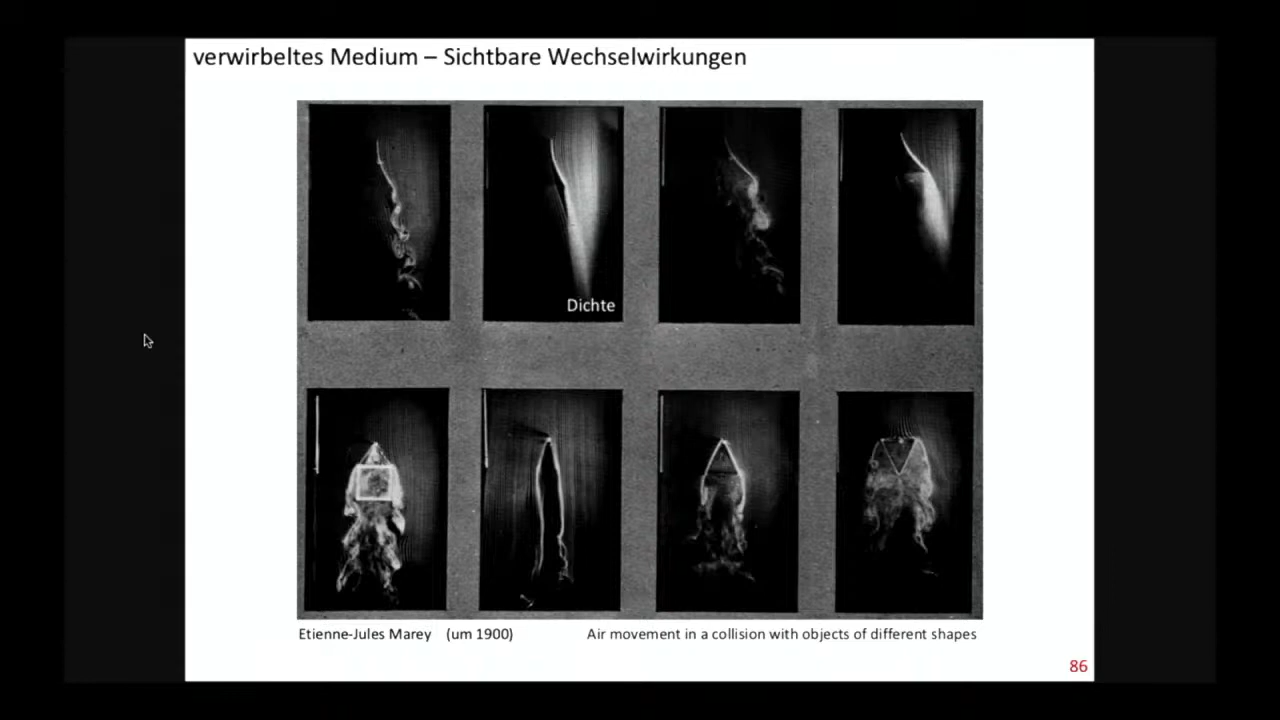 verwirbeltes Medium – Sichtbare Wechselwirkungen
Dichte
Etienne-Jules Marey (um 1900)
Air movement in a collision with objects of different shapes
86